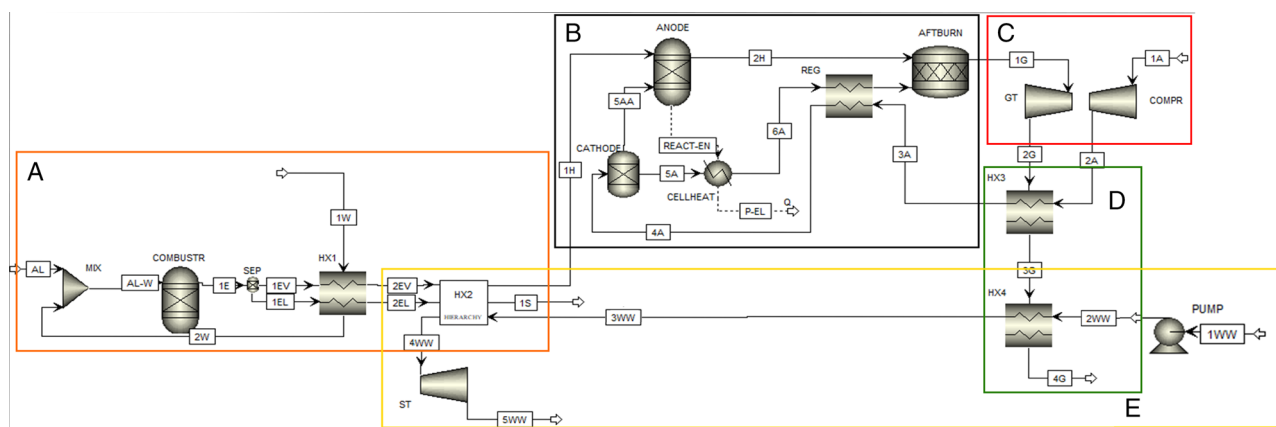 A
B
C
D
E
AL
MIX
AL-W
COMBUSTR
1E
SEP
1EV
1EL
HX1
1W
2W
2EV
2EL
HX2
HIERARCHY
1S
4WW
ST
5WW
3WW
1H
ANODE
2H
5AA
CATHODE
REACT-EN
5A
CELLHEAT
P-EL
Q
4A
6A
REG
3A
AFTBURN
1G
1A
GT
COMPR
2G
2A
HX3
3G
HX4
2WW
PUMP
1WW
4G